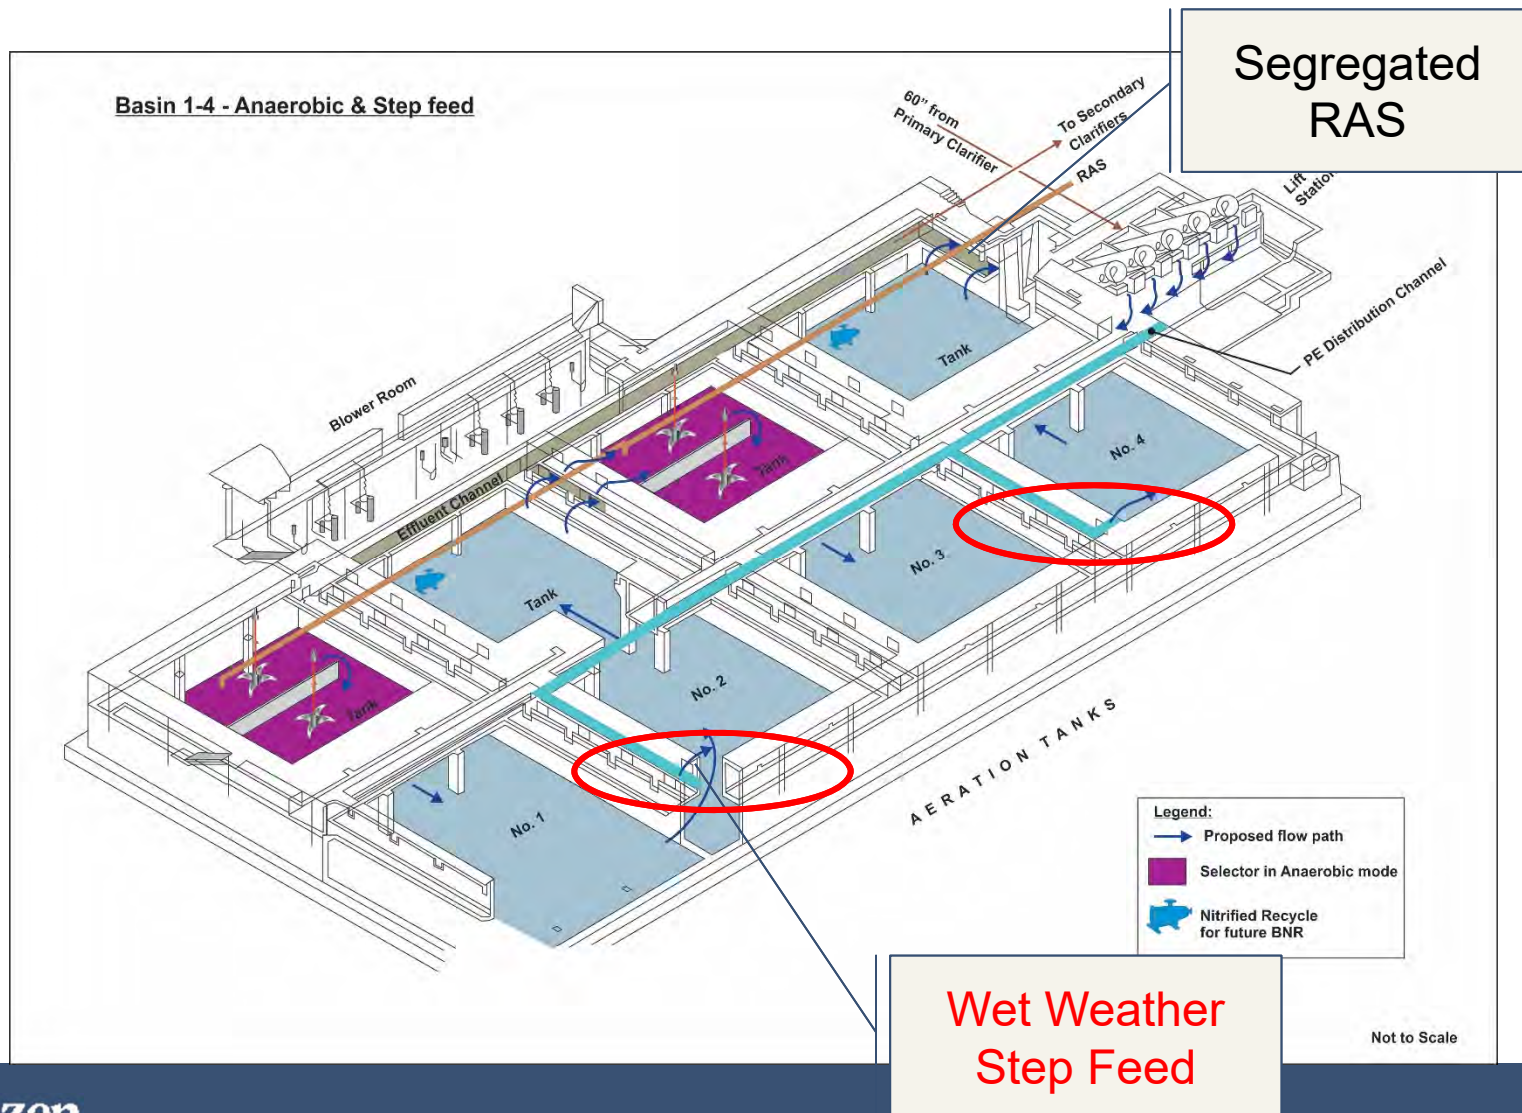 Segregated
RAS
Basin 1-4 - Anaerobic & Step feed
60" from
Primary Clarifier
To Secondary
Clarifiers
RAS
Lift
Station
PE Distribution Channel
Blower Room
Effluent Channel
Tank
Tank
Tank
Tank
No. 4
No. 3
No. 2
No. 1
AERATION TANKS
Legend:
Proposed flow path
Selector in Anaerobic mode
Nitrified Recycle
for future BNR
Wet Weather
Step Feed
Not to Scale